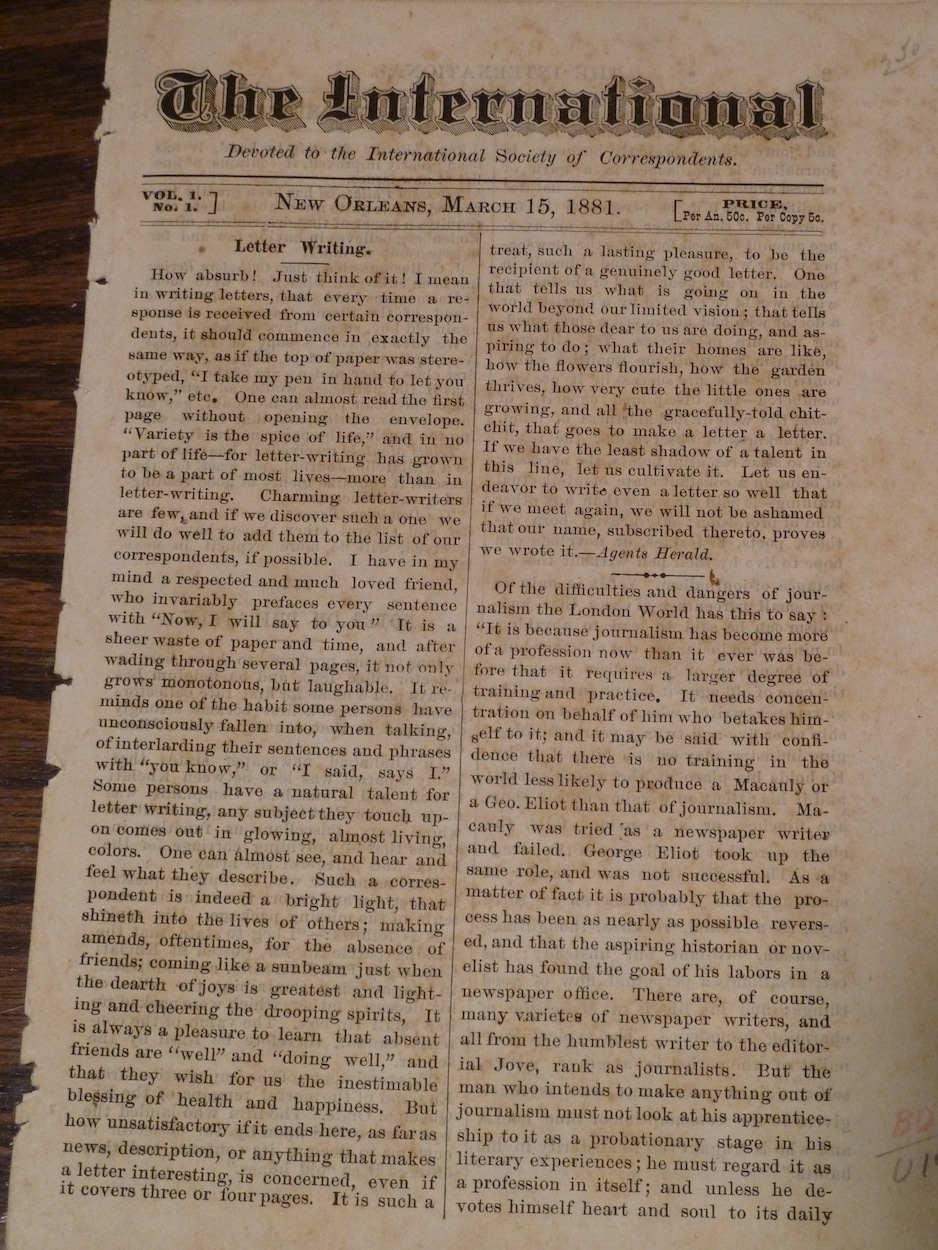 2 50
The International
Devoted to the International Society of Correspondents.
VOL. 1.
No. 1. ]
NEW ORLEANS, MARCH 15, 1881.
[ PRICE,
Per An. 50c. Per Copy 5c.
Letter Writing.
How absurb! Just think of it! I mean
in writing letters, that every time a re-
sponse is received from certain correspon-
dents, it should commence in exactly the
same way, as if the top of paper was stere-
otyped, “I take my pen in hand to let you
know,” etc. One can almost read the first
page without opening the envelope.
“Variety is the spice of life,” and in no
part of life—for letter-writing has grown
to be a part of most lives—more than in
letter-writing. Charming letter-writers
are few, and if we discover such a one we
will do well to add them to the list of our
correspondents, if possible. I have in my
mind a respected and much loved friend,
who invariably prefaces every sentence
with “Now, I will say to you” It is a
sheer waste of paper and time, and after
wading through several pages, it not only
grows monotonous, but laughable. It re-
minds one of the habit some persons have
unconsciously fallen into, when talking,
of interlarding their sentences and phrases
with “you know,” or “I said, says I.”
Some persons have a natural talent for
letter writing, any subject they touch up-
on comes out in glowing, almost living,
colors. One can almost see, and hear and
feel what they describe. Such a corres-
pondent is indeed a bright light, that
shineth into the lives of others; making
amends, oftentimes, for the absence of
friends; coming like a sunbeam just when
the dearth of joys is greatest and light-
ing and cheering the drooping spirits, It
is always a pleasure to learn that absent
friends are “well” and “doing well,” and
that they wish for us the inestimable
blessing of health and happiness. But
how unsatisfactory if it ends here, as far as
news, description, or anything that makes
a letter interesting, is concerned, even if
it covers three or four pages. It is such a
treat, such a lasting pleasure, to be the
recipient of a genuinely good letter. One
that tells us what is going on in the
world beyond our limited vision; that tells
us what those dear to us are doing, and as-
piring to do; what their homes are like,
how the flowers flourish, how the garden
thrives, how very cute the little ones are
growing, and all the gracefully-told chit-
chit, that goes to make a letter a letter.
If we have the least shadow of a talent in
this line, let us cultivate it. Let us en-
deavor to write even a letter so well that
if we meet again, we will not be ashamed
that our name, subscribed thereto, proves
we wrote it.—Agents Herald.
Of the difficulties and dangers of jour-
nalism the London World has this to say:
“It is because journalism has become more
of a profession now than it ever was be-
fore that it requires a larger degree of
training and practice. It needs concen-
tration on behalf of him who betakes him-
self to it; and it may be said with confi-
dence that there is no training in the
world less likely to produce a Macauly or
a Geo. Eliot than that of journalism. Ma-
cauly was tried as a newspaper writer
and failed. George Eliot took up the
same role, and was not successful. As a
matter of fact it is probably that the pro-
cess has been as nearly as possible revers-
ed, and that the aspiring historian or nov-
elist has found the goal of his labors in a
newspaper office. There are, of course,
many varietes of newspaper writers, and
all from the humblest writer to the editor-
ial Jove, rank as journalists. But the
man who intends to make anything out of
journalism must not look at his apprentice-
ship to it as a probationary stage in his
literary experiences; he must regard it as
a profession in itself; and unless he de-
votes himself heart and soul to its daily